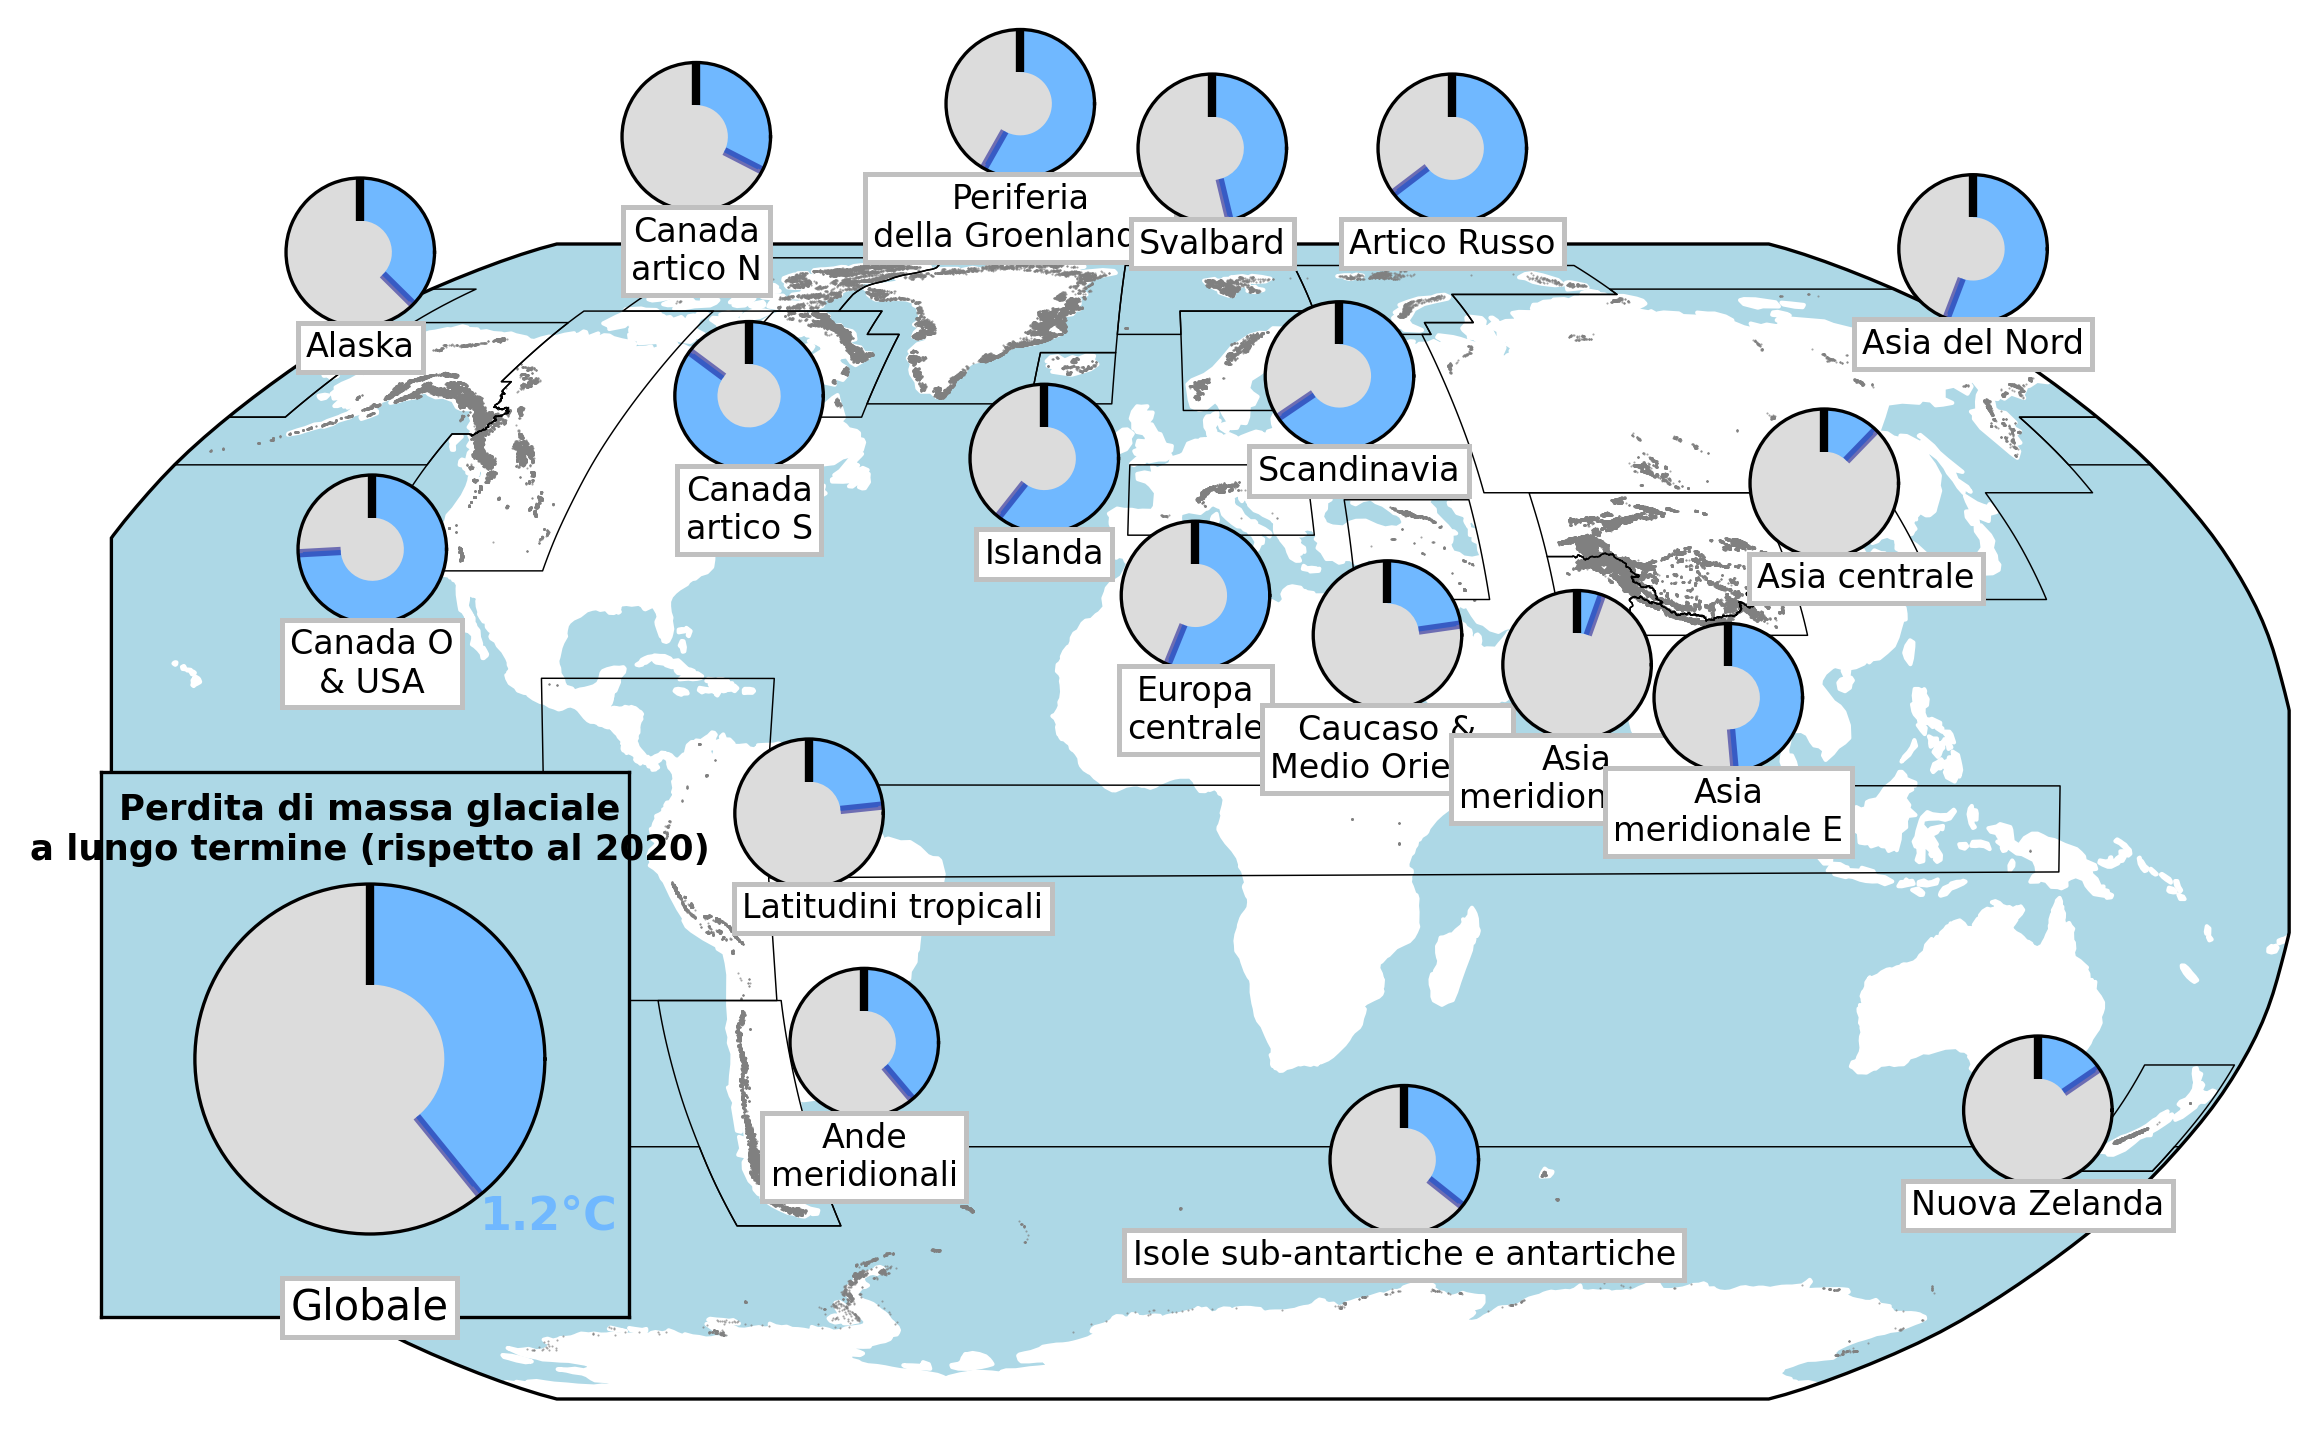 Periferia
della Groenland
Svalbard
Artico Russo
Canada
artico N
Alaska
Asia del Nord
Canada
artico S
Scandinavia
Islanda
Asia centrale
Canada O
& USA
Europa
centrale
Caucaso &
Medio Orie
Asia
meridion
Asia
meridionale E
Perdita di massa glaciale
a lungo termine (rispetto al 2020)
Latitudini tropicali
Ande
meridionali
Nuova Zelanda
1.2°C
Isole sub-antartiche e antartiche
Globale